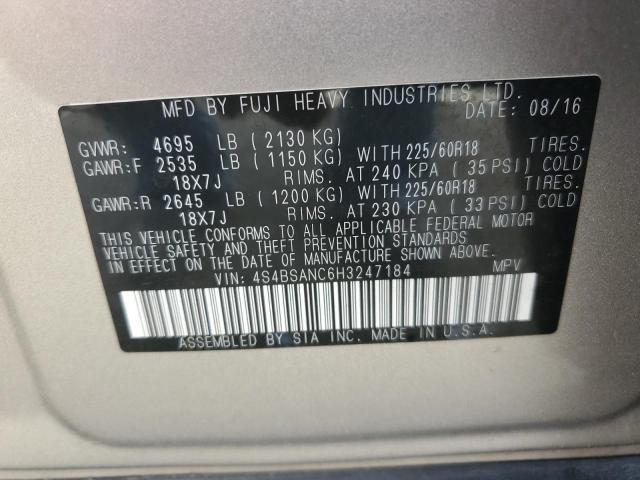 MFD BY FUJI HEAVY INDUSTRIES LTD.
DATE: 08/16
GVWR: 4695 LB (2130 KG)
GAWR:F 2535 LB (1150 KG) WITH 225/60R18 TIRES.
18X7J RIMS. AT 240 KPA (35 PSI) COLD
GAWR:R 2645 LB (1200 KG) WITH 225/60R18 TIRES.
18X7J RIMS. AT 230 KPA (33 PSI) COLD
THIS VEHICLE CONFORMS TO ALL APPLICABLE FEDERAL MOTOR
VEHICLE SAFETY AND THEFT PREVENTION STANDARDS
IN EFFECT ON THE DATE OF MANUFACTURE SHOWN ABOVE.
VIN: 4S4BSANC6H3247184 MPV
ASSEMBLED BY SIA INC. MADE IN U.S.A.